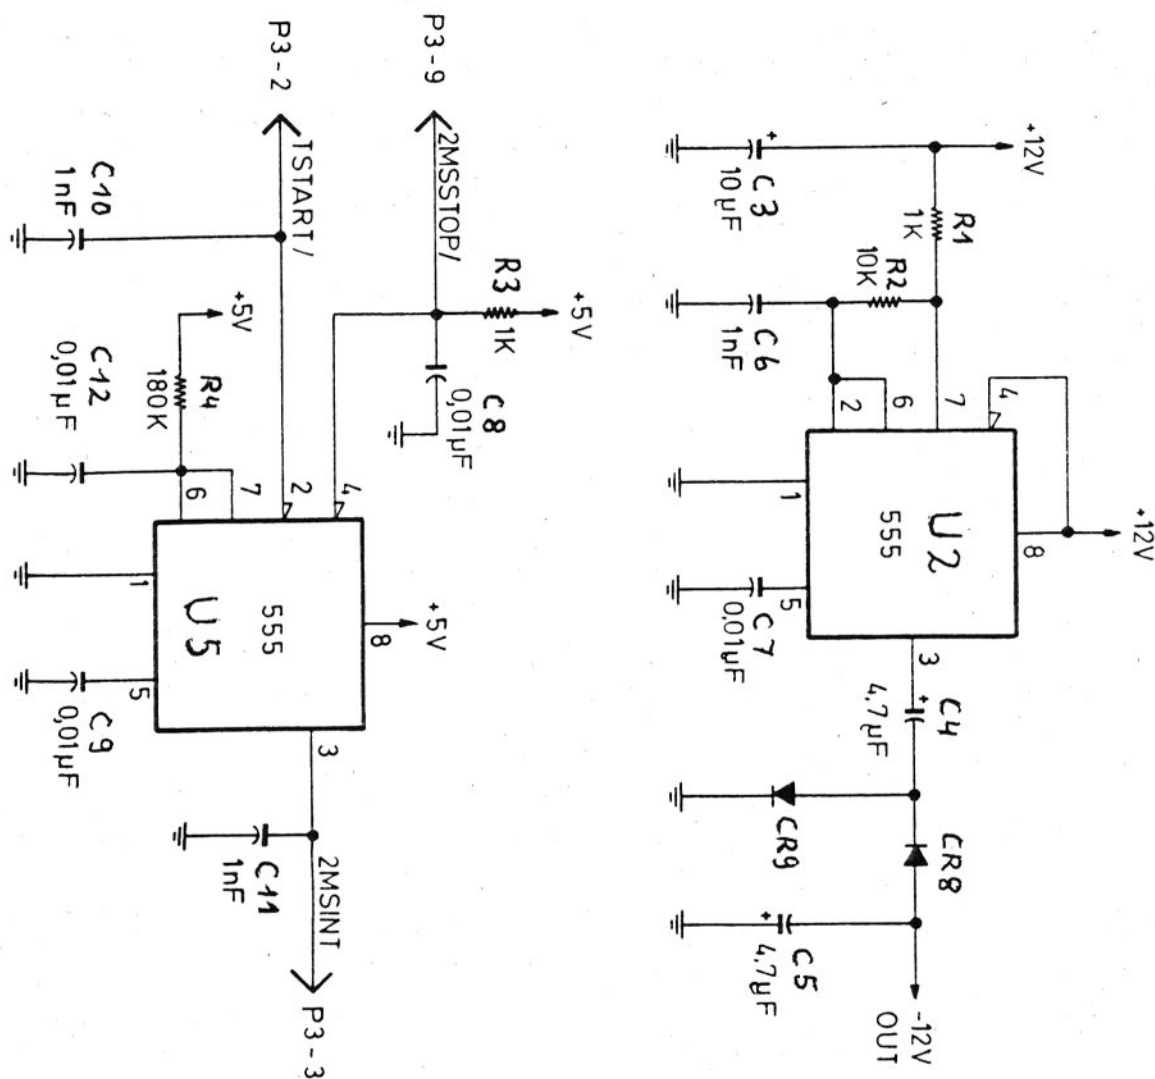 +12V
R1
1K
R2
10K
+
C3
10µF
C6
1nF
2
6
7
4
+12V
8
1
U2
555
5
C7
0,01µF
3
+
C4
4,7µF
CR9
CR8
+
C5
4,7µF
-12V
OUT
P3-9
2MSSTOP/
R3
1K
+5V
C8
0,01µF
P3-2
TSTART/
C10
1nF
+5V
R4
180K
C12
0,01µF
6
7
2
4
1
555
U5
8
+5V
5
C9
0,01µF
3
C11
1nF
2MSINT
P3-3